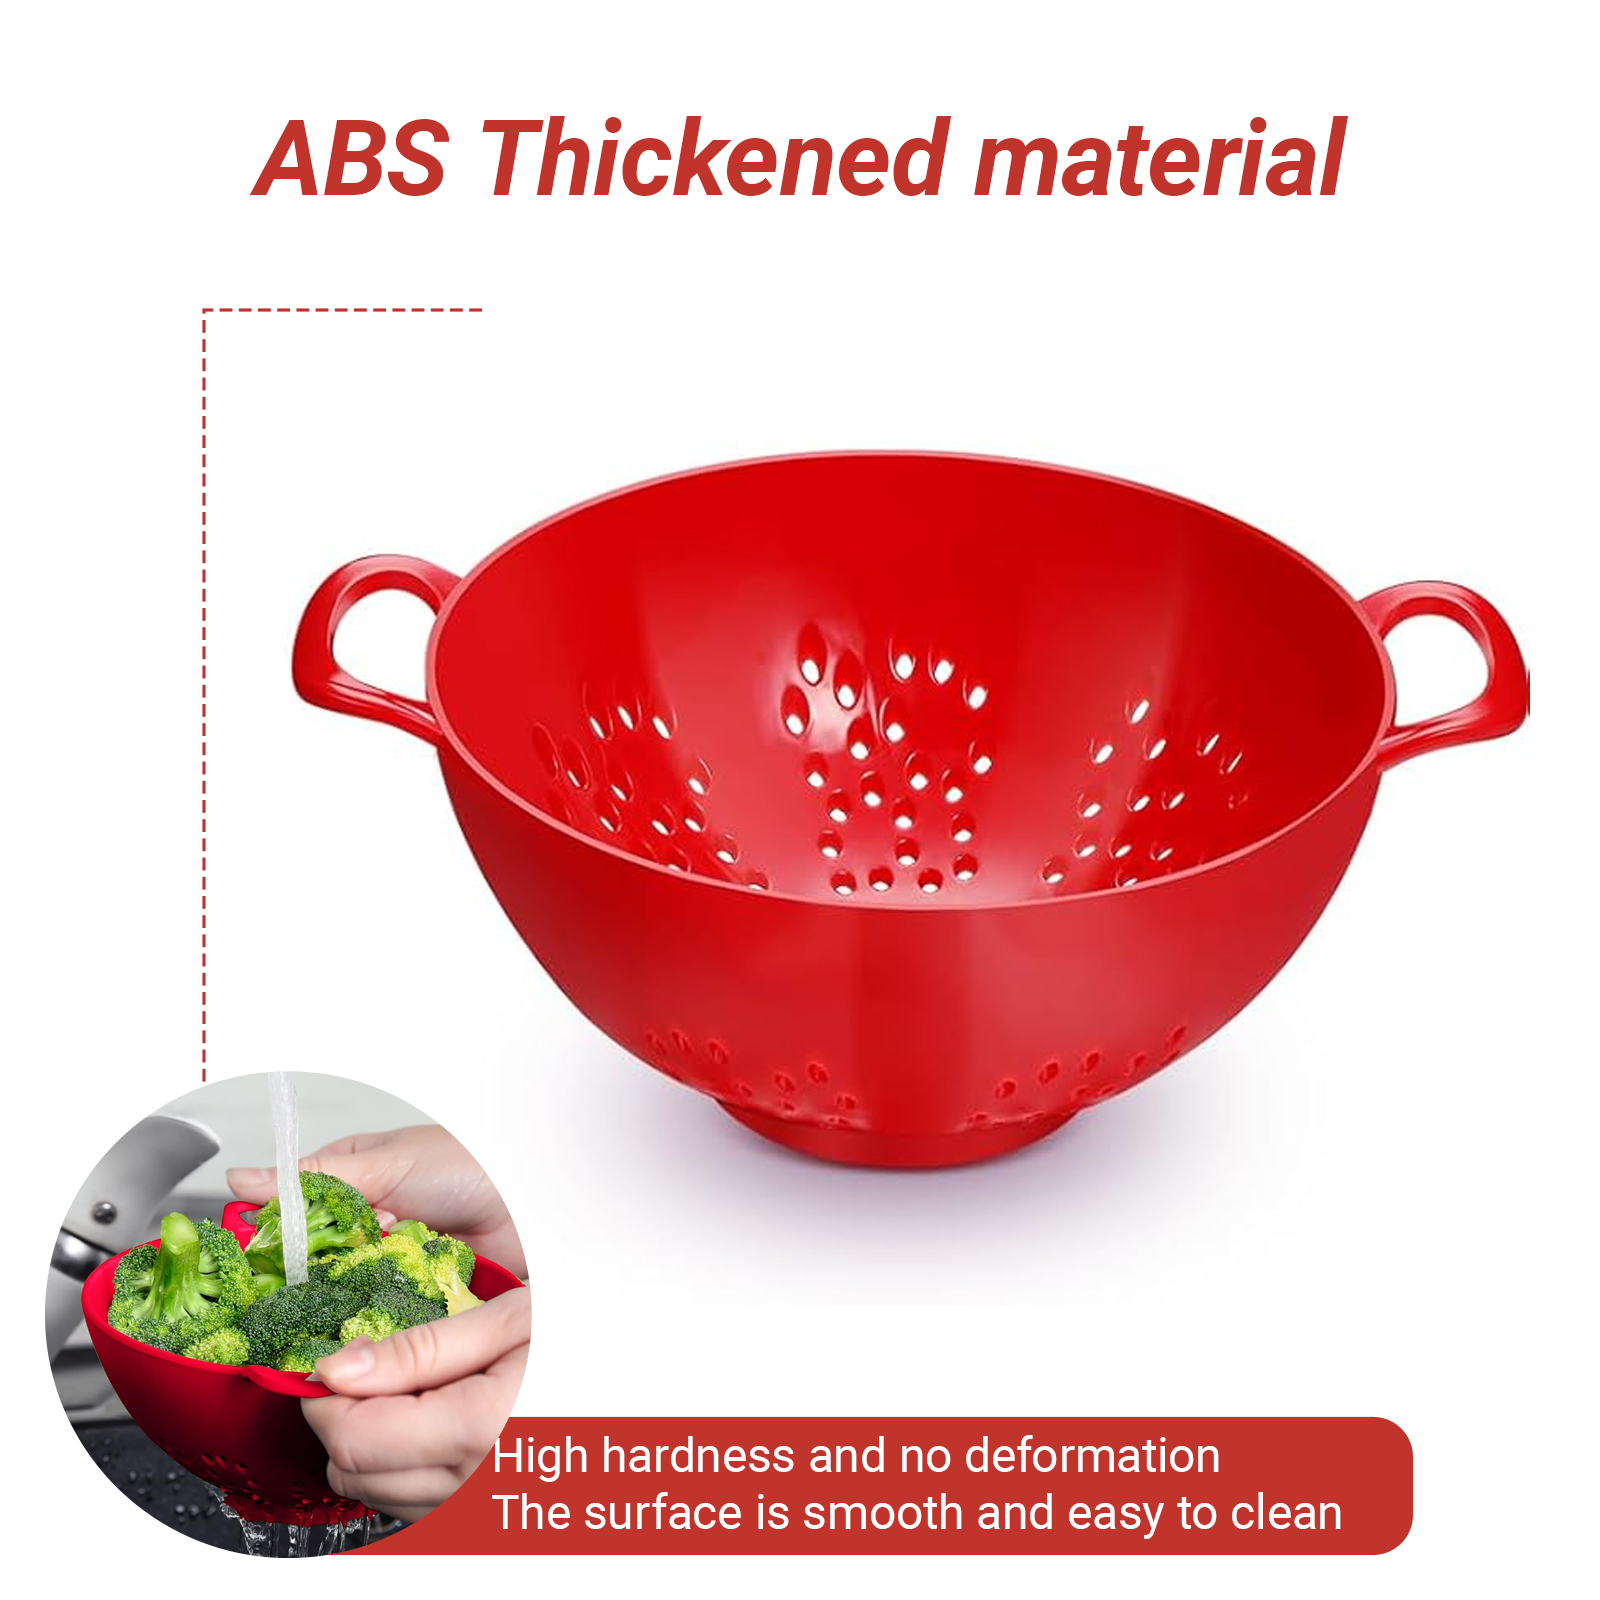 ABS Thickened material
High hardness and no deformation
The surface is smooth and easy to clean